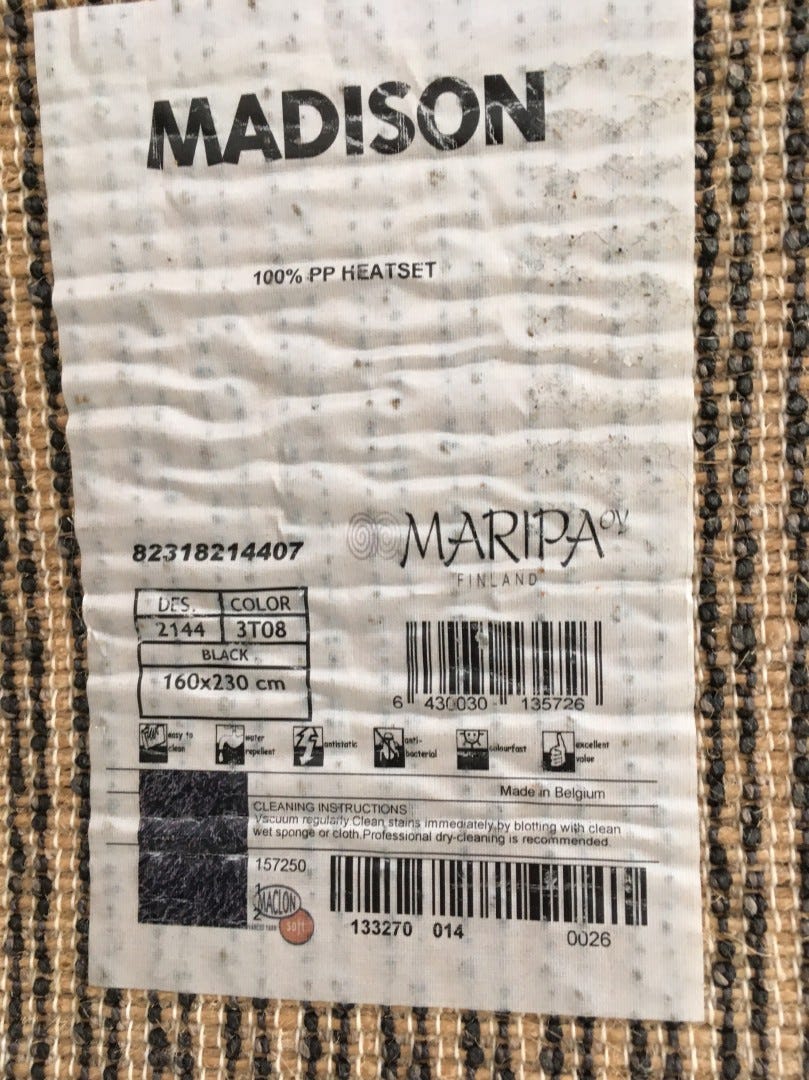 MADISON
100% PP HEATSET
82318214407
MARIPA OY
FINLAND
DES. COLOR
2144 3T08
BLACK
160x230 cm
6 430030 135726
easy to clean
water repellent
antistatic
anti-bacterial
colourfast
excellent value
Made in Belgium
CLEANING INSTRUCTIONS :
Vacuum regularly.Clean stains immediately by blotting with clean
wet sponge or cloth.Professional dry-cleaning is recommended.
157250
1
MACLON
2
soft
133270 014 0026